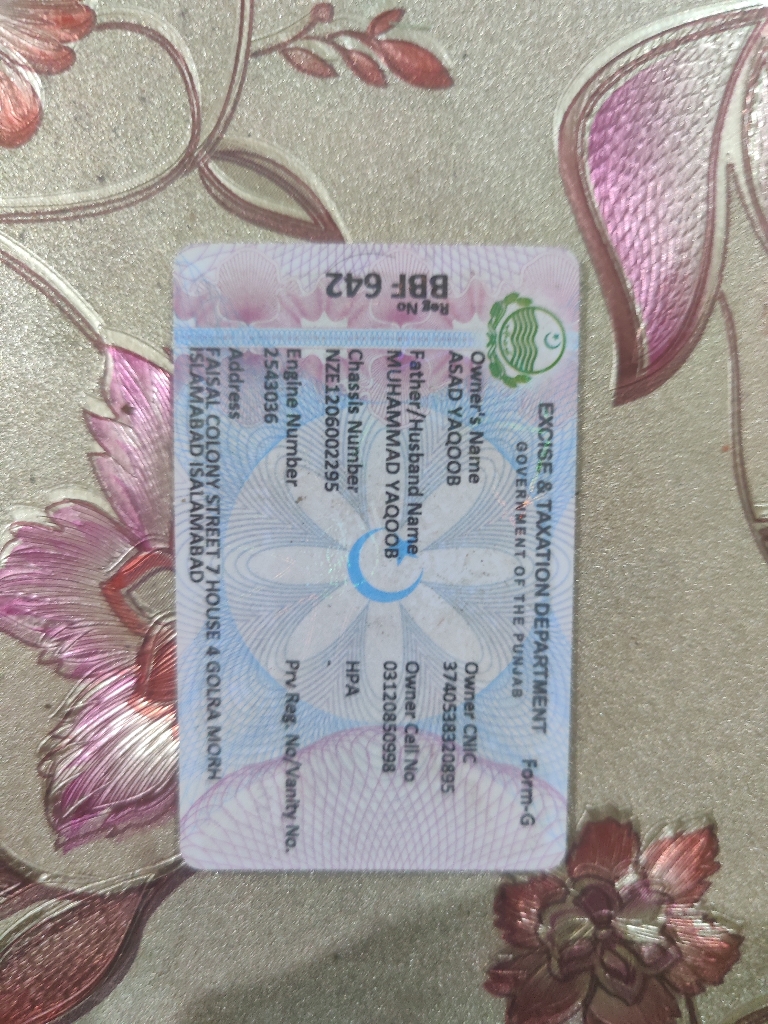 EXCISE & TAXATION DEPARTMENT
Form-G
GOVERNMENT OF THE PUNJAB
Reg No
BBF 642
Owner's Name
ASAD YAQOOB
Owner CNIC
3740538320895
Father/Husband Name
MUHAMMAD YAQOOB
Owner Cell No
03120850998
Chassis Number
NZE1206002295
HPA
-
Engine Number
2543036
Prv Reg. No/Vanity No.
Address
FAISAL COLONY STREET 7 HOUSE 4 GOLRA MORH
ISLAMABAD ISALAMABAD